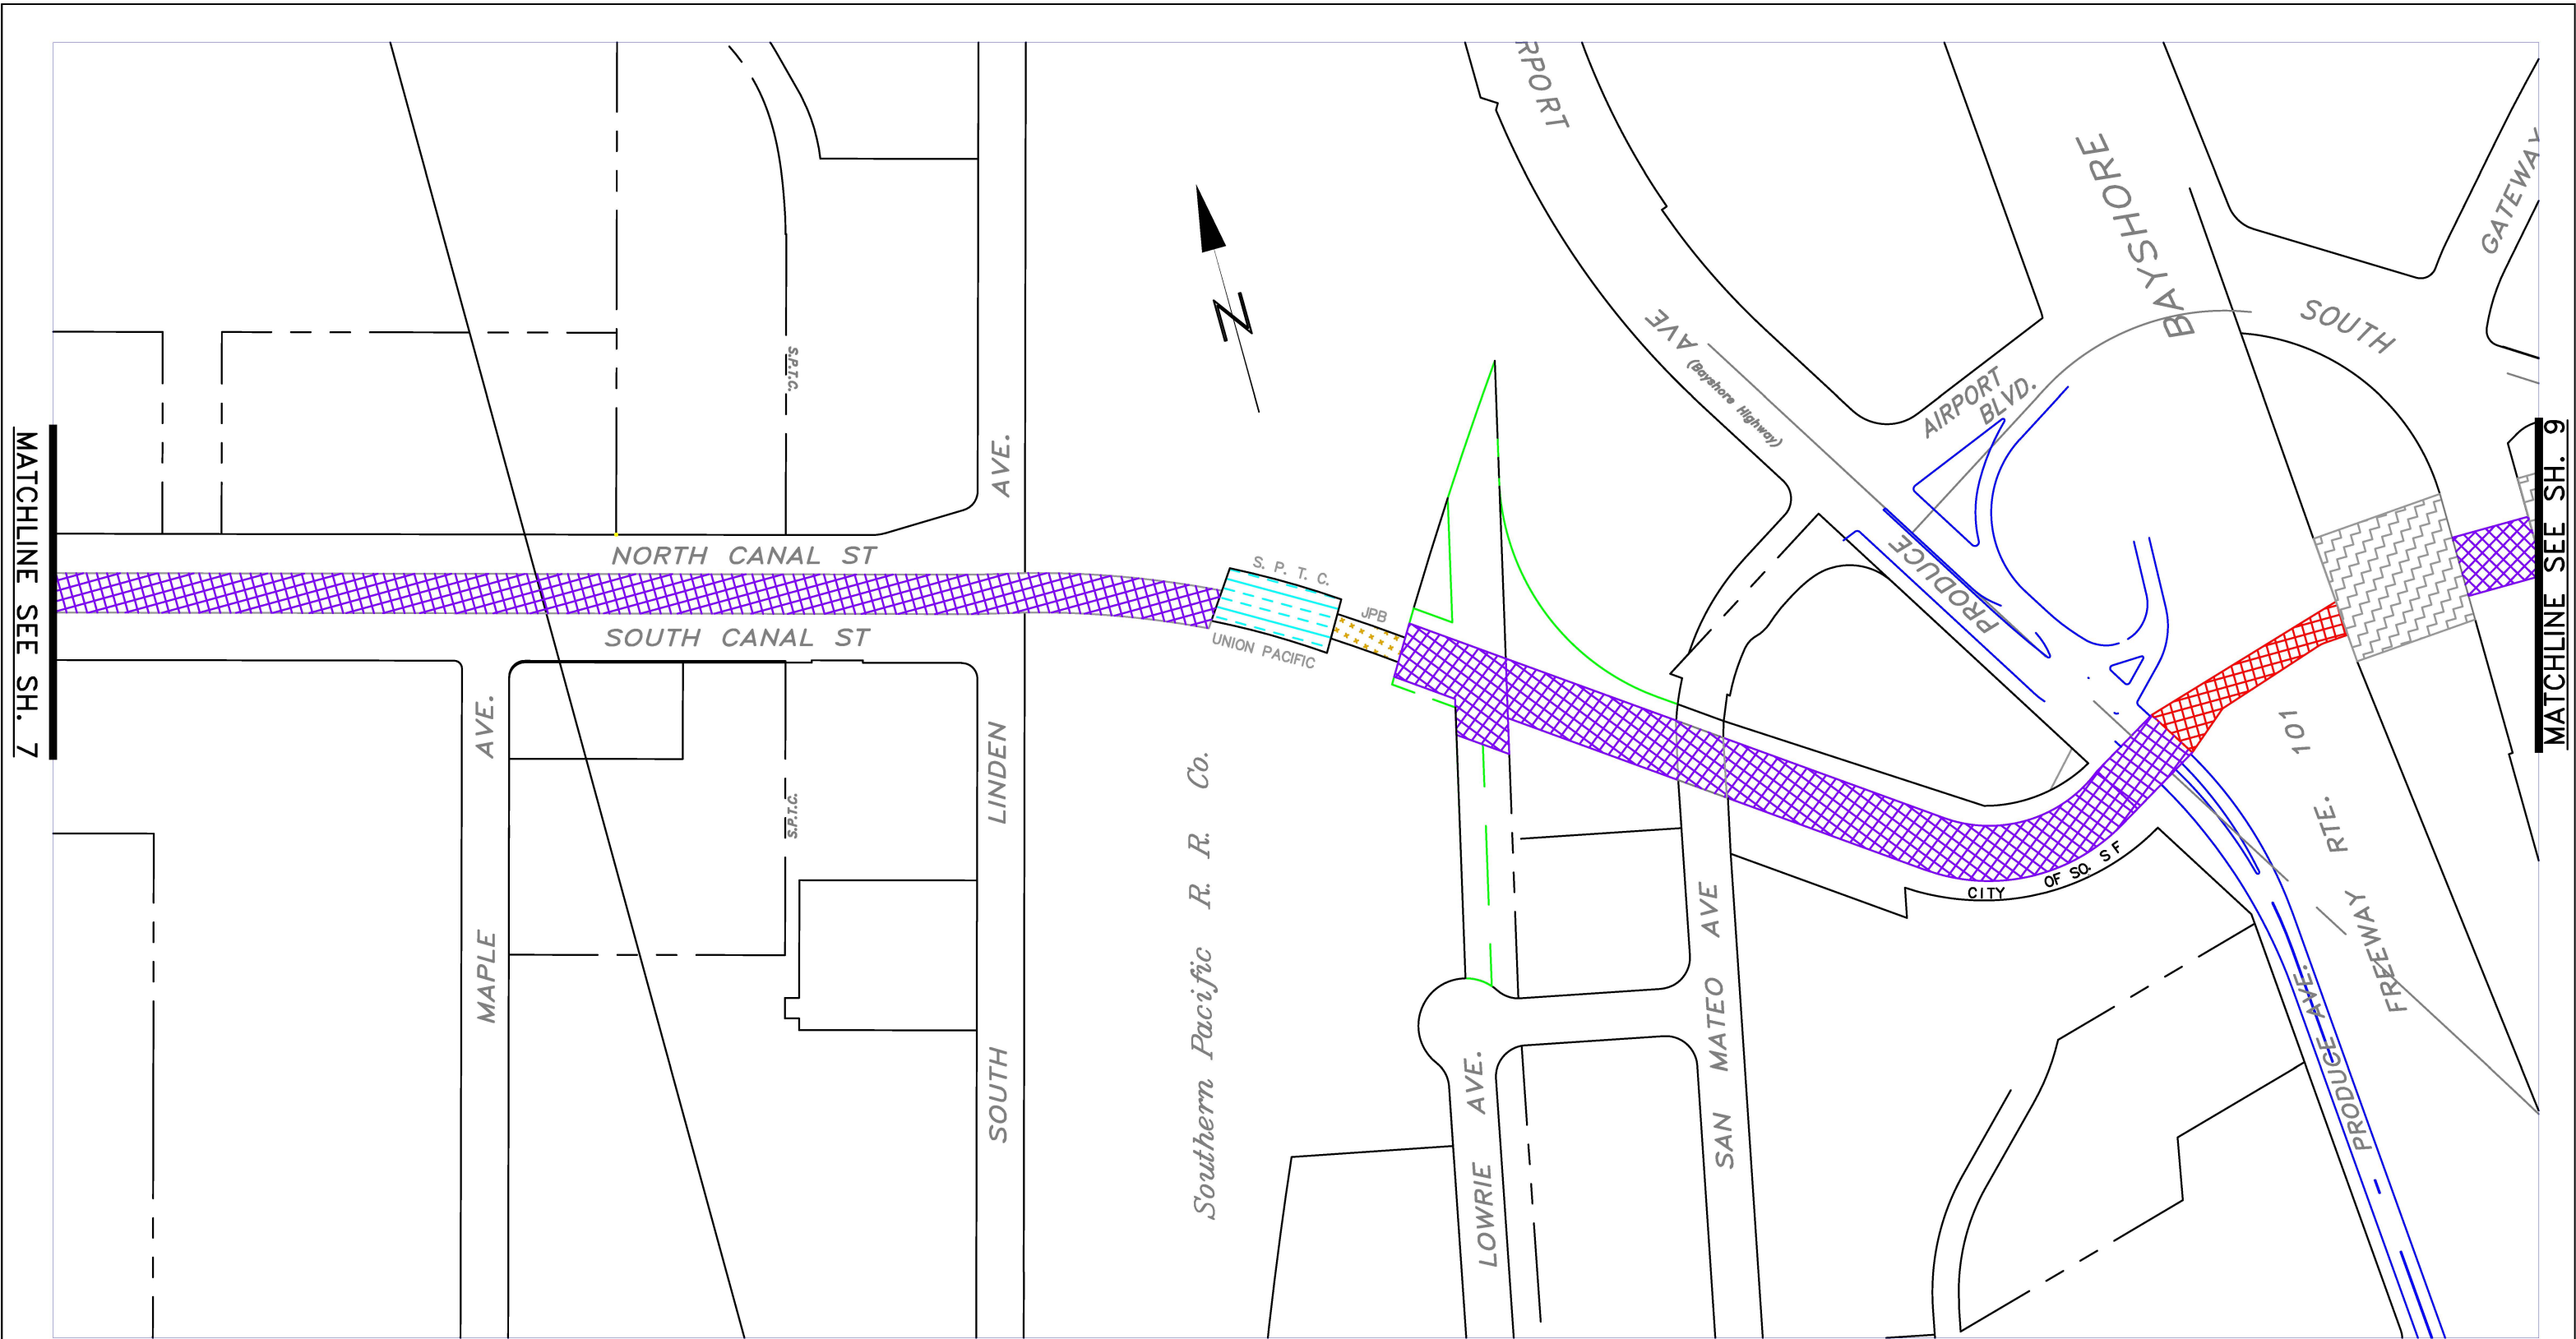 RPORT
BAYSHORE
GATEWAY
SOUTH
AVE
(Bayshore Highway)
AIRPORT
BLVD.
S.P.T.C.
AVE.
N
MATCHLINE SEE SH. 7
MATCHLINE SEE SH. 9
NORTH CANAL ST
SOUTH CANAL ST
S. P. T. C.
JPB
UNION PACIFIC
PRODUCE
MAPLE AVE.
S.P.T.C.
SOUTH LINDEN
Southern Pacific R. R. Co.
CITY OF SO. S F
LOWRIE AVE.
SAN MATEO AVE
FREEWAY RTE. 101
PRODUCE AVE.